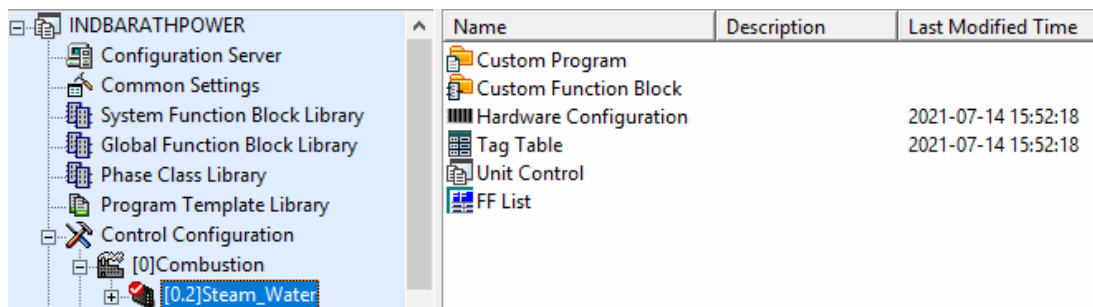 INDBARATHPOWER
Configuration Server
Common Settings
System Function Block Library
Global Function Block Library
Phase Class Library
Program Template Library
Control Configuration
[0]Combustion
[0.2]Steam_Water
Name Description Last Modified Time
Custom Program
Custom Function Block
Hardware Configuration 2021-07-14 15:52:18
Tag Table 2021-07-14 15:52:18
Unit Control
FF List